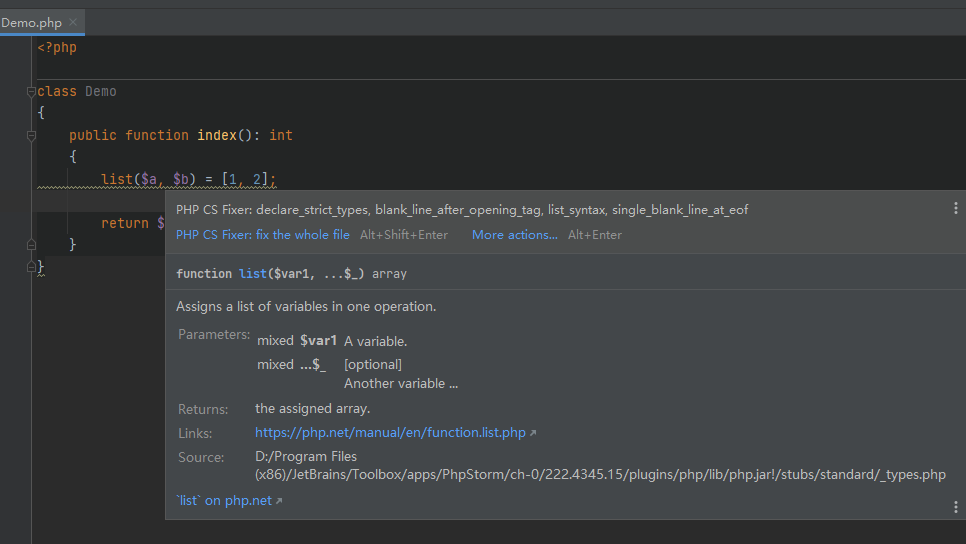 Demo.php
<?php
class Demo
{
public function index(): int
{
list($a, $b) = [1, 2];
return $
}
}
PHP CS Fixer: declare_strict_types, blank_line_after_opening_tag, list_syntax, single_blank_line_at_eof
PHP CS Fixer: fix the whole file Alt+Shift+Enter More actions... Alt+Enter
function list($var1, ...$_) array
Assigns a list of variables in one operation.
Parameters: mixed $var1 A variable.
mixed ...$_ [optional]
Another variable ...
Returns: the assigned array.
Links: https://php.net/manual/en/function.list.php
Source: D:/Program Files
(x86)/JetBrains/Toolbox/apps/PhpStorm/ch-0/222.4345.15/plugins/php/lib/php.jar!/stubs/standard/_types.php
`list` on php.net